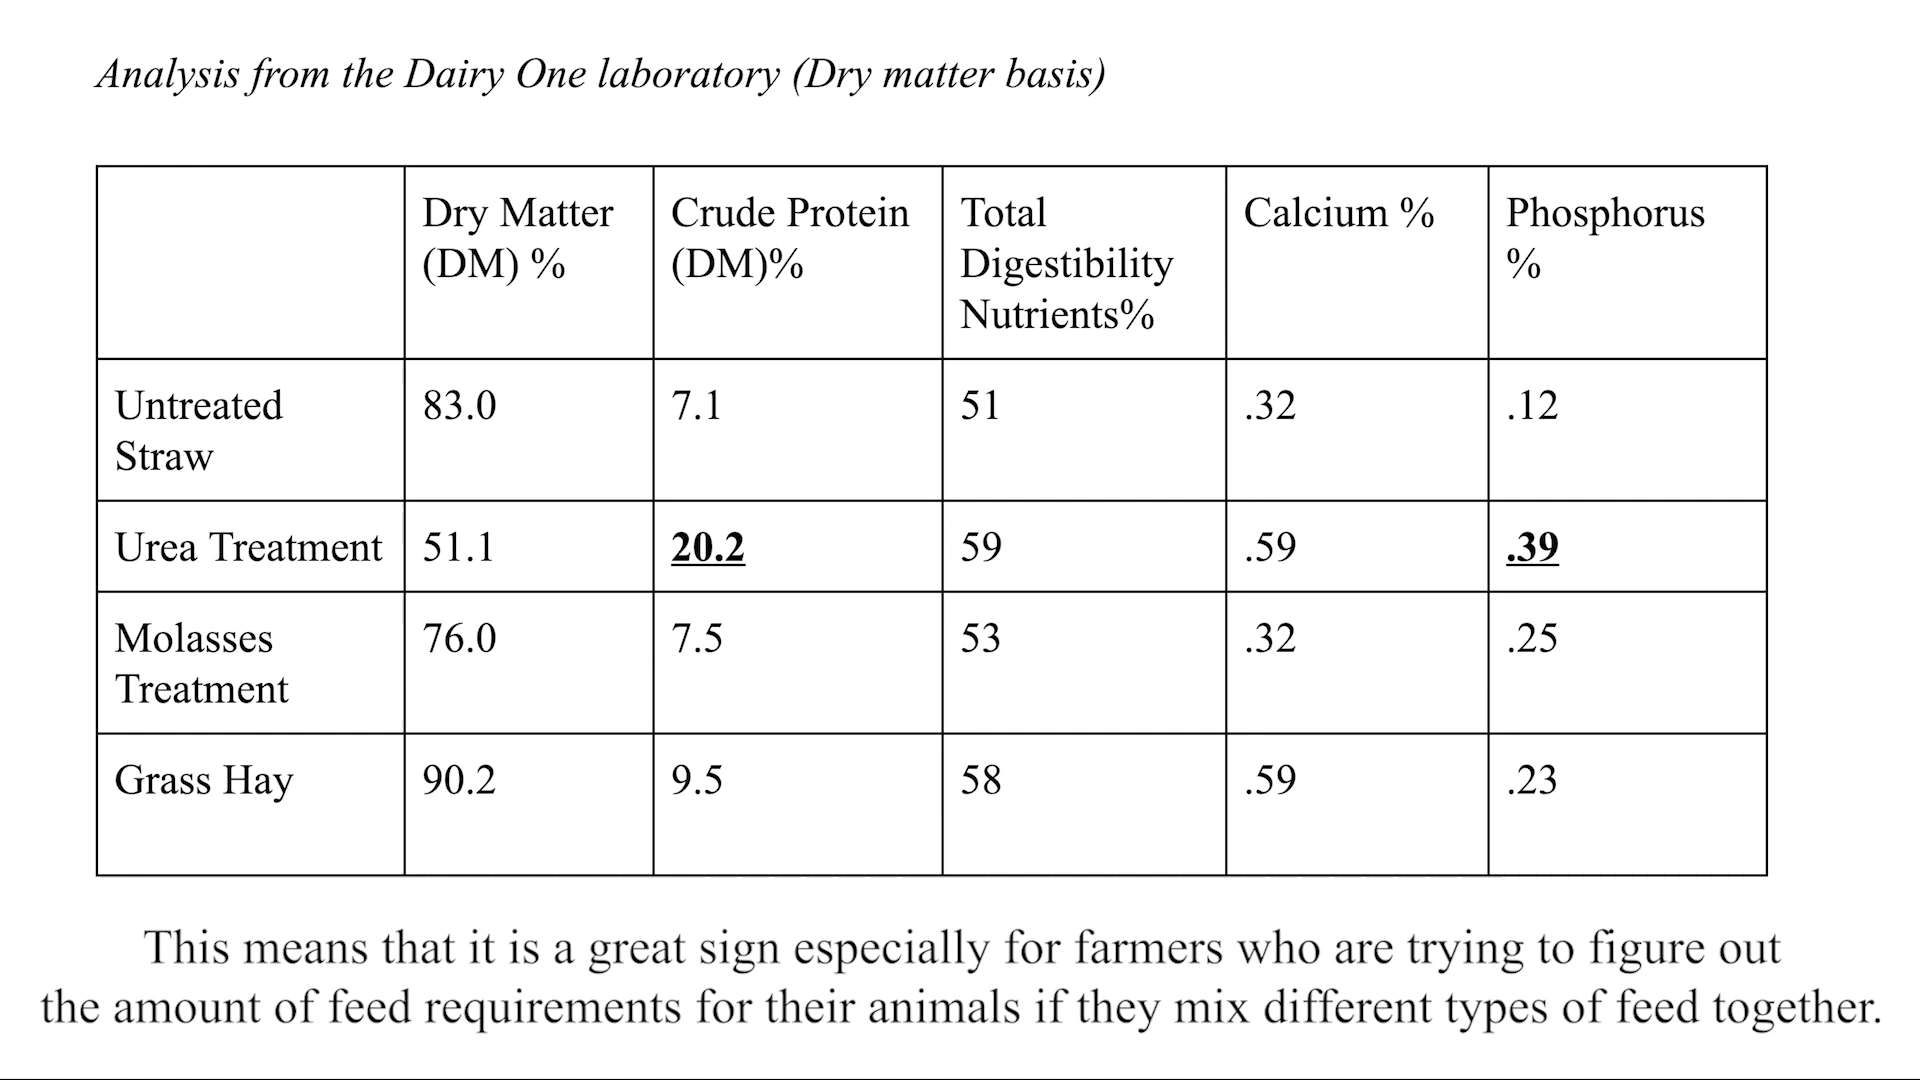 Analysis from the Dairy One laboratory (Dry matter basis)
Dry Matter (DM) %
Crude Protein (DM)%
Total Digestibility Nutrients%
Calcium %
Phosphorus %
Untreated Straw
83.0
7.1
51
.32
.12
Urea Treatment
51.1
20.2
59
.59
.39
Molasses Treatment
76.0
7.5
53
.32
.25
Grass Hay
90.2
9.5
58
.59
.23
This means that it is a great sign especially for farmers who are trying to figure out
the amount of feed requirements for their animals if they mix different types of feed together.